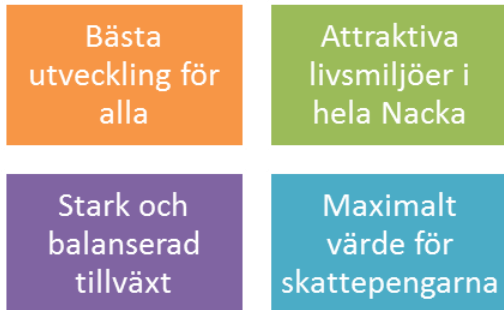 Bästa
utveckling för
alla
Attraktiva
livsmiljöer i
hela Nacka
Stark och
balanserad
tillväxt
Maximalt
värde för
skattepengarna